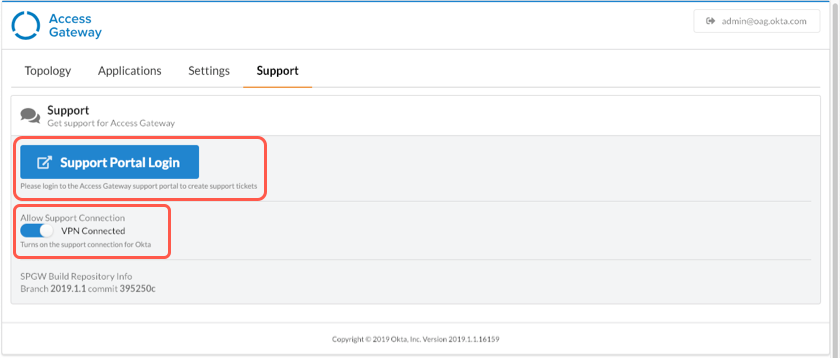 Access
Gateway
admin@oag.okta.com
Topology Applications Settings Support
Support
Get support for Access Gateway
Support Portal Login
Please login to the Access Gateway support portal to create support tickets
Allow Support Connection
VPN Connected
Turns on the support connection for Okta
SPGW Build Repository Info
Branch 2019.1.1 commit 395250c
Copyright © 2019 Okta, Inc. Version 2019.1.1.16159